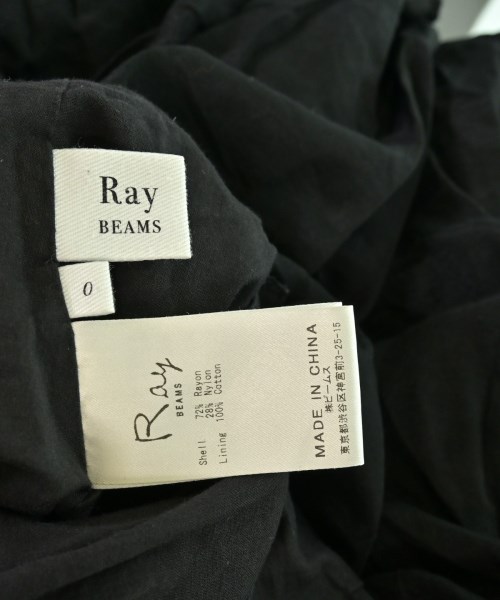 Ray
BEAMS
0
Ray
BEAMS
Shell 72% Rayon
28% Nylon
Lining 100% Cotton
MADE IN CHINA
株)ビームス
東京都渋谷区神宮前3-25-15